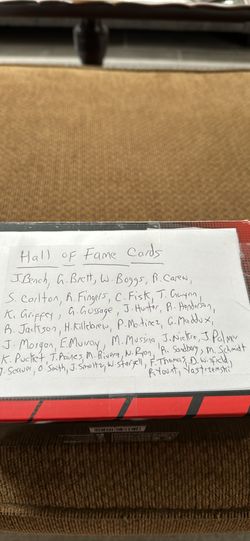 Hall of Fame Cards
J. Bench, G. Brett, W. Boggs, R. Carew,
S. Carlton, R. Fingers, C. Fisk, T. Gwynn,
K. Griffey, G. Gossage, J. Hunter, R. Henderson,
R. Jackson, H. Killebrew, P. Motinez, G. Maddux,
J. Morgan, E. Murray, M. Mussina, J. Niekro, J. Palmer
K. Puckett, T. Raines, M. Rivera, N. Ryan, R. Sandberg, M. Schmidt
T. Seaver, O. Smith, J. Smoltz, W. Stargell, F. Thomas, D. Winfield
R. Yount, Yastrzemski